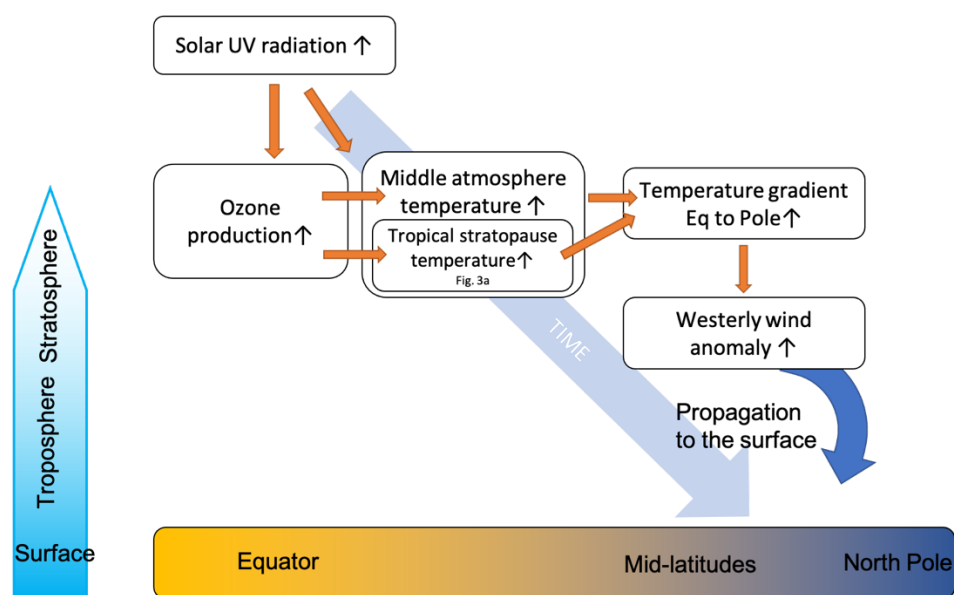 Solar UV radiation ↑
Ozone
production↑
Middle atmosphere
temperature ↑
Tropical stratopause
temperature↑
Fig. 3a
Temperature gradient
Eq to Pole↑
Westerly wind
anomaly ↑
TIME
Propagation
to the surface
Stratosphere
Troposphere
Surface
Equator
Mid-latitudes
North Pole